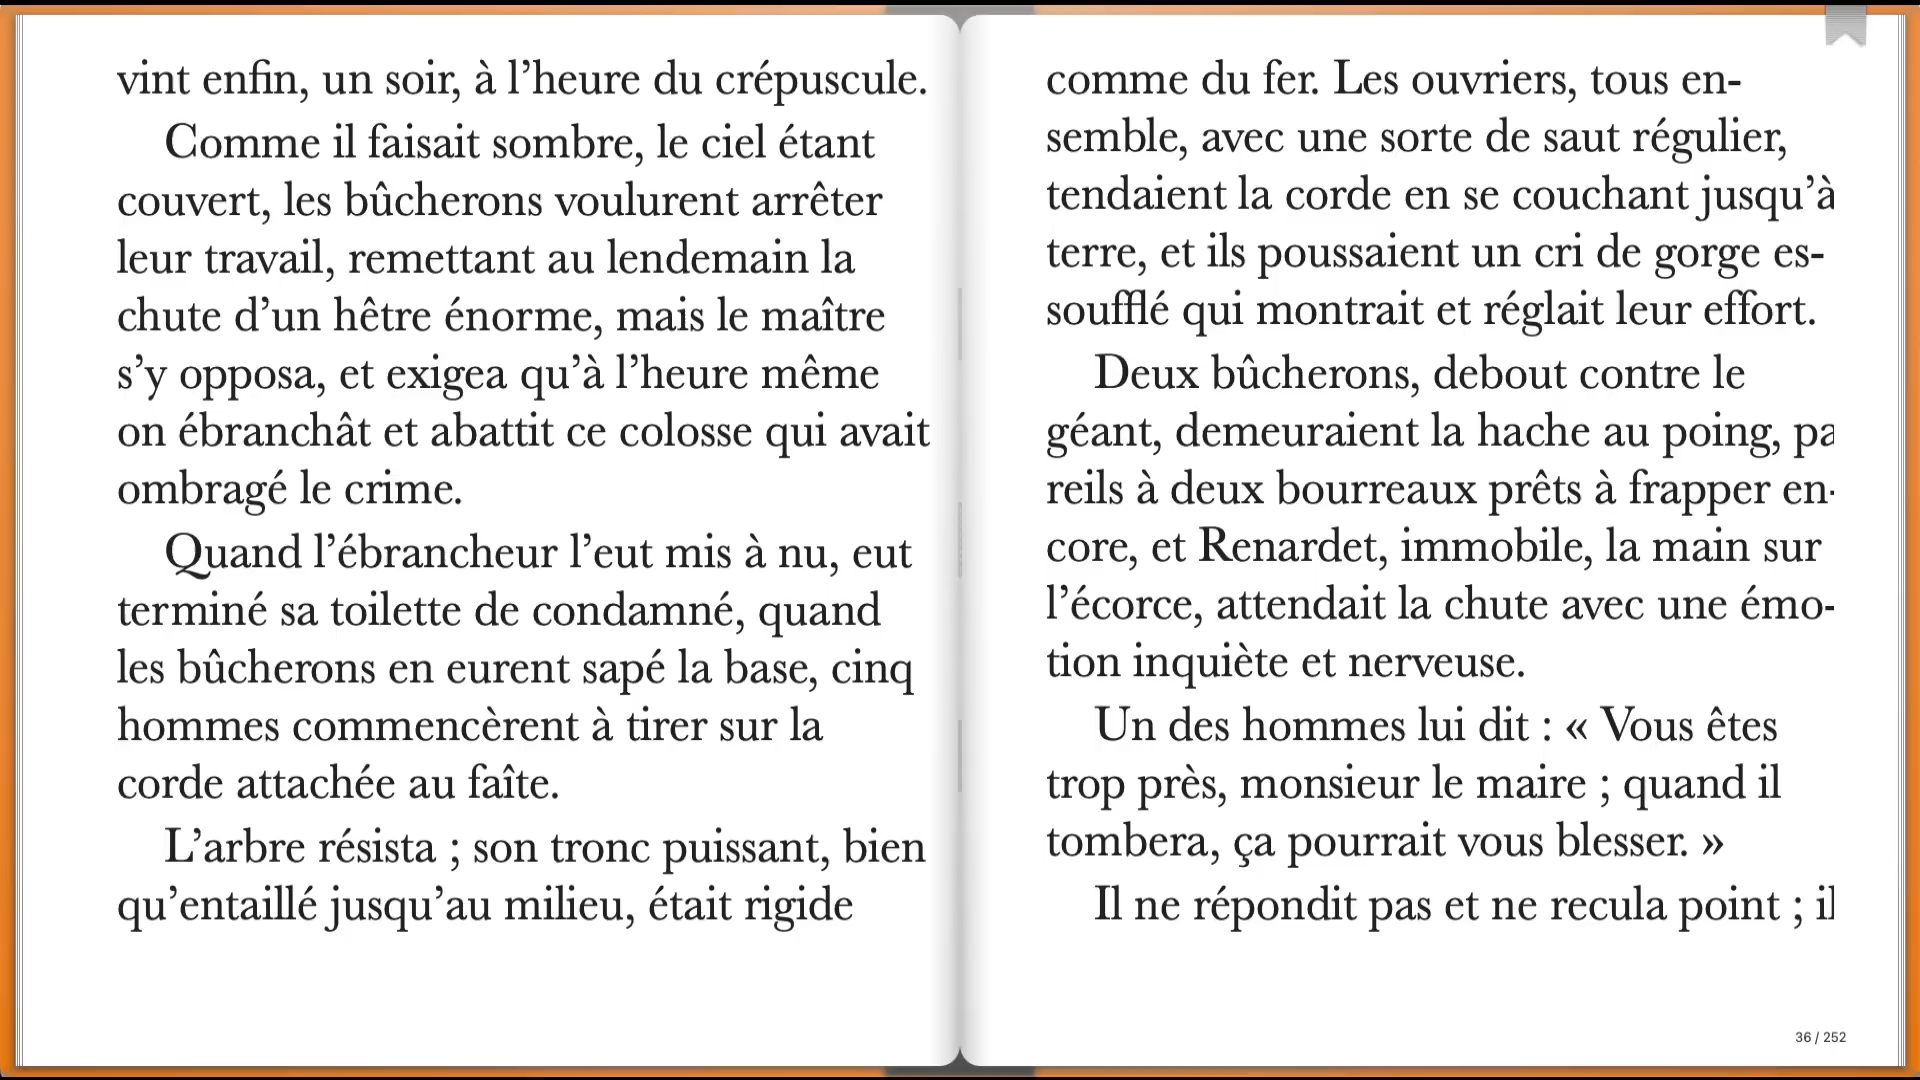 vint enfin, un soir, à l’heure du crépuscule.
Comme il faisait sombre, le ciel étant
couvert, les bûcherons voulurent arrêter
leur travail, remettant au lendemain la
chute d’un hêtre énorme, mais le maître
s’y opposa, et exigea qu’à l’heure même
on ébranchât et abattit ce colosse qui avait
ombragé le crime.
Quand l’ébrancheur l’eut mis à nu, eut
terminé sa toilette de condamné, quand
les bûcherons en eurent sapé la base, cinq
hommes commencèrent à tirer sur la
corde attachée au faîte.
L’arbre résista ; son tronc puissant, bien
qu’entaillé jusqu’au milieu, était rigide
comme du fer. Les ouvriers, tous en-
semble, avec une sorte de saut régulier,
tendaient la corde en se couchant jusqu’à
terre, et ils poussaient un cri de gorge es-
soufflé qui montrait et réglait leur effort.
Deux bûcherons, debout contre le
géant, demeuraient la hache au poing, pa
reils à deux bourreaux prêts à frapper en-
core, et Renardet, immobile, la main sur
l’écorce, attendait la chute avec une émo-
tion inquiète et nerveuse.
Un des hommes lui dit : « Vous êtes
trop près, monsieur le maire ; quand il
tombera, ça pourrait vous blesser. »
Il ne répondit pas et ne recula point ; il
36 / 252